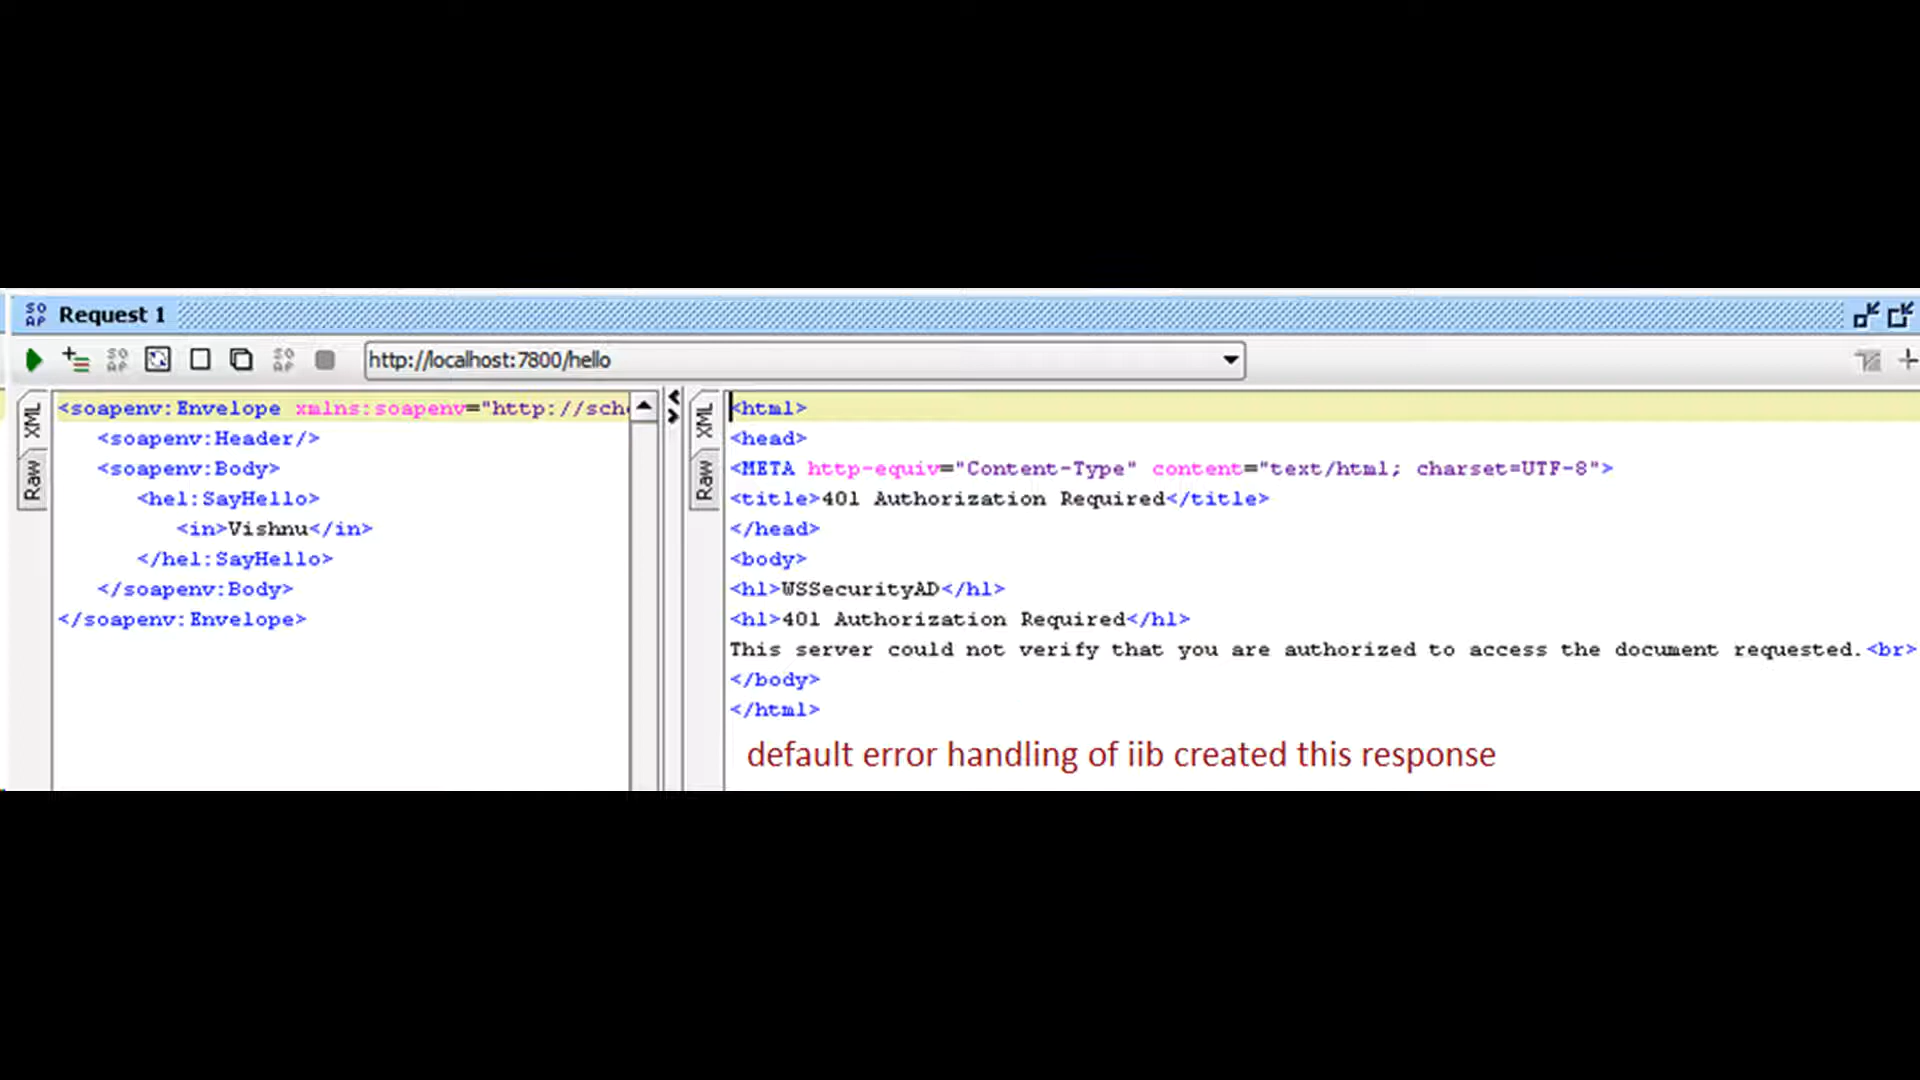 Request 1
http://localhost:7800/hello
XML
Raw
<soapenv:Envelope xmlns:soapenv="http://sch
<soapenv:Header/>
<soapenv:Body>
<hel:SayHello>
<in>Vishnu</in>
</hel:SayHello>
</soapenv:Body>
</soapenv:Envelope>
XML
Raw
<html>
<head>
<META http-equiv="Content-Type" content="text/html; charset=UTF-8">
<title>401 Authorization Required</title>
</head>
<body>
<h1>WSSecurityAD</h1>
<h1>401 Authorization Required</h1>
This server could not verify that you are authorized to access the document requested.<br>
</body>
</html>
default error handling of iib created this response